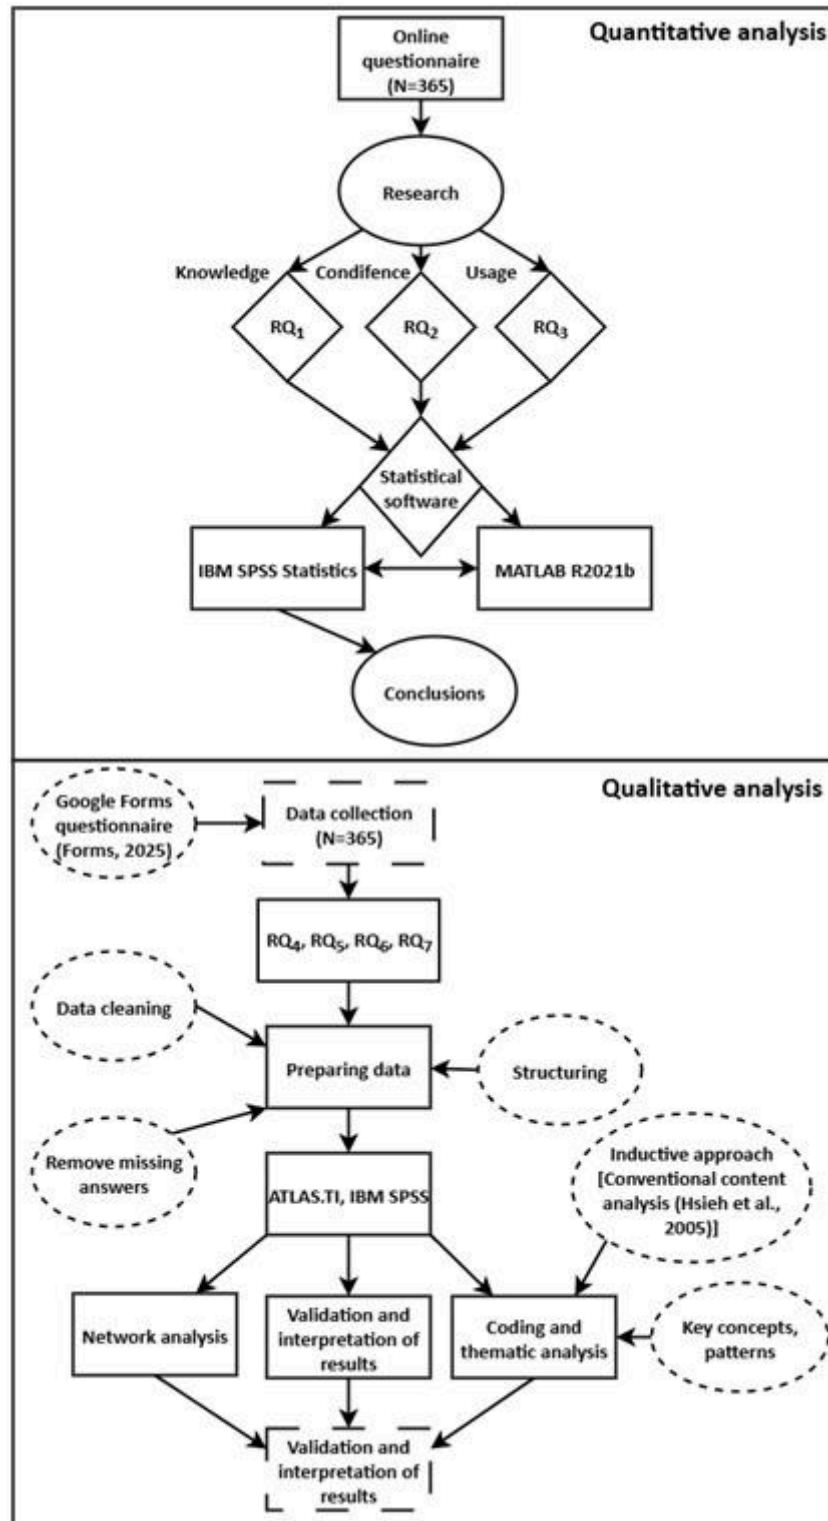 Quantitative analysis
Online
questionnaire
(N=365)
Research
Knowledge
Condifence
Usage
RQ1
RQ2
RQ3
Statistical
software
IBM SPSS Statistics
MATLAB R2021b
Conclusions
Qualitative analysis
Google Forms
questionnaire
(Forms, 2025)
Data collection
(N=365)
RQ4, RQ5, RQ6, RQ7
Data cleaning
Preparing data
Structuring
Remove missing
answers
ATLAS.TI, IBM SPSS
Inductive approach
[Conventional content
analysis (Hsieh et al.,
2005)]
Network analysis
Validation and
interpretation of
results
Coding and
thematic analysis
Key concepts,
patterns
Validation and
interpretation of
results